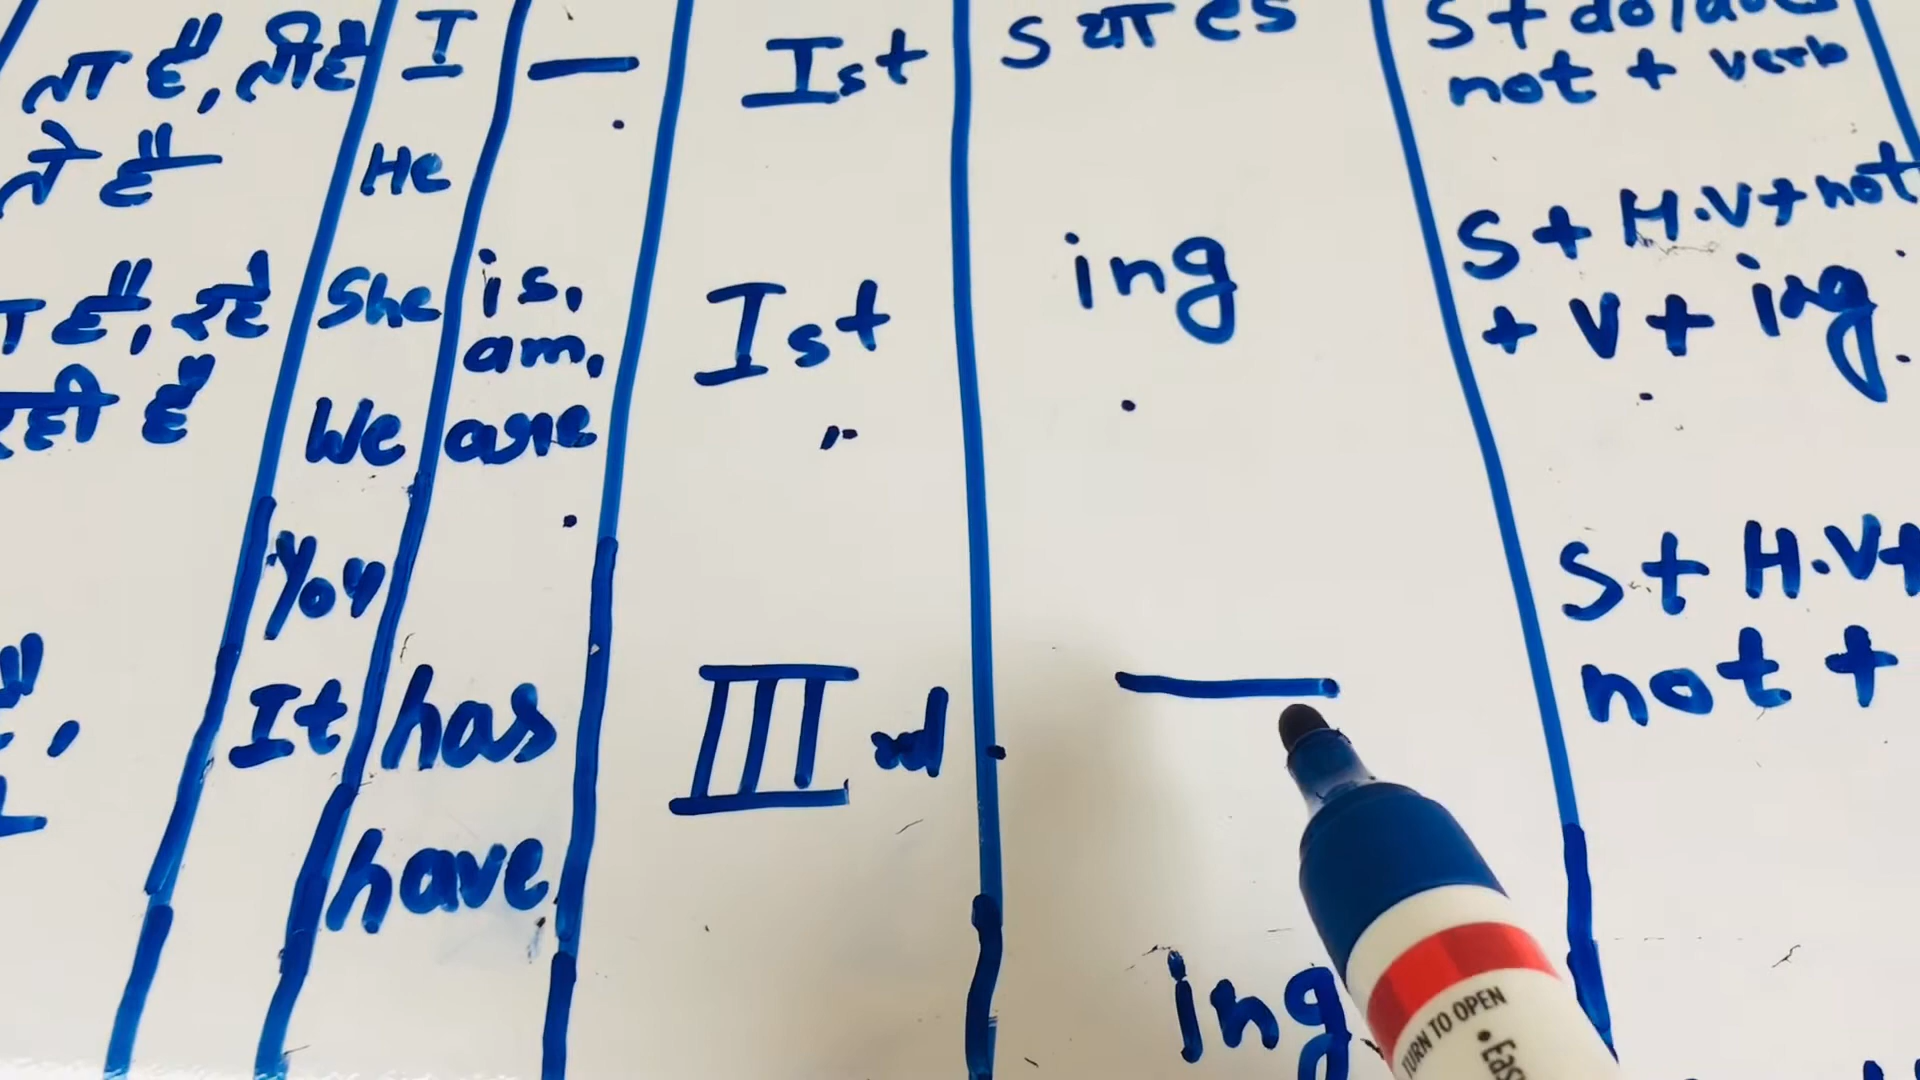 ता हैं, ती हैं I — Ist s या es S + do/does
not + verb
ते हैं He
S + H.V + not
हैं, रहे She is, Ist ing + V + ing
am,
रही हैं We are
You
S + H.V +
It has IIIrd — not +
have
ing
TURN TO OPEN